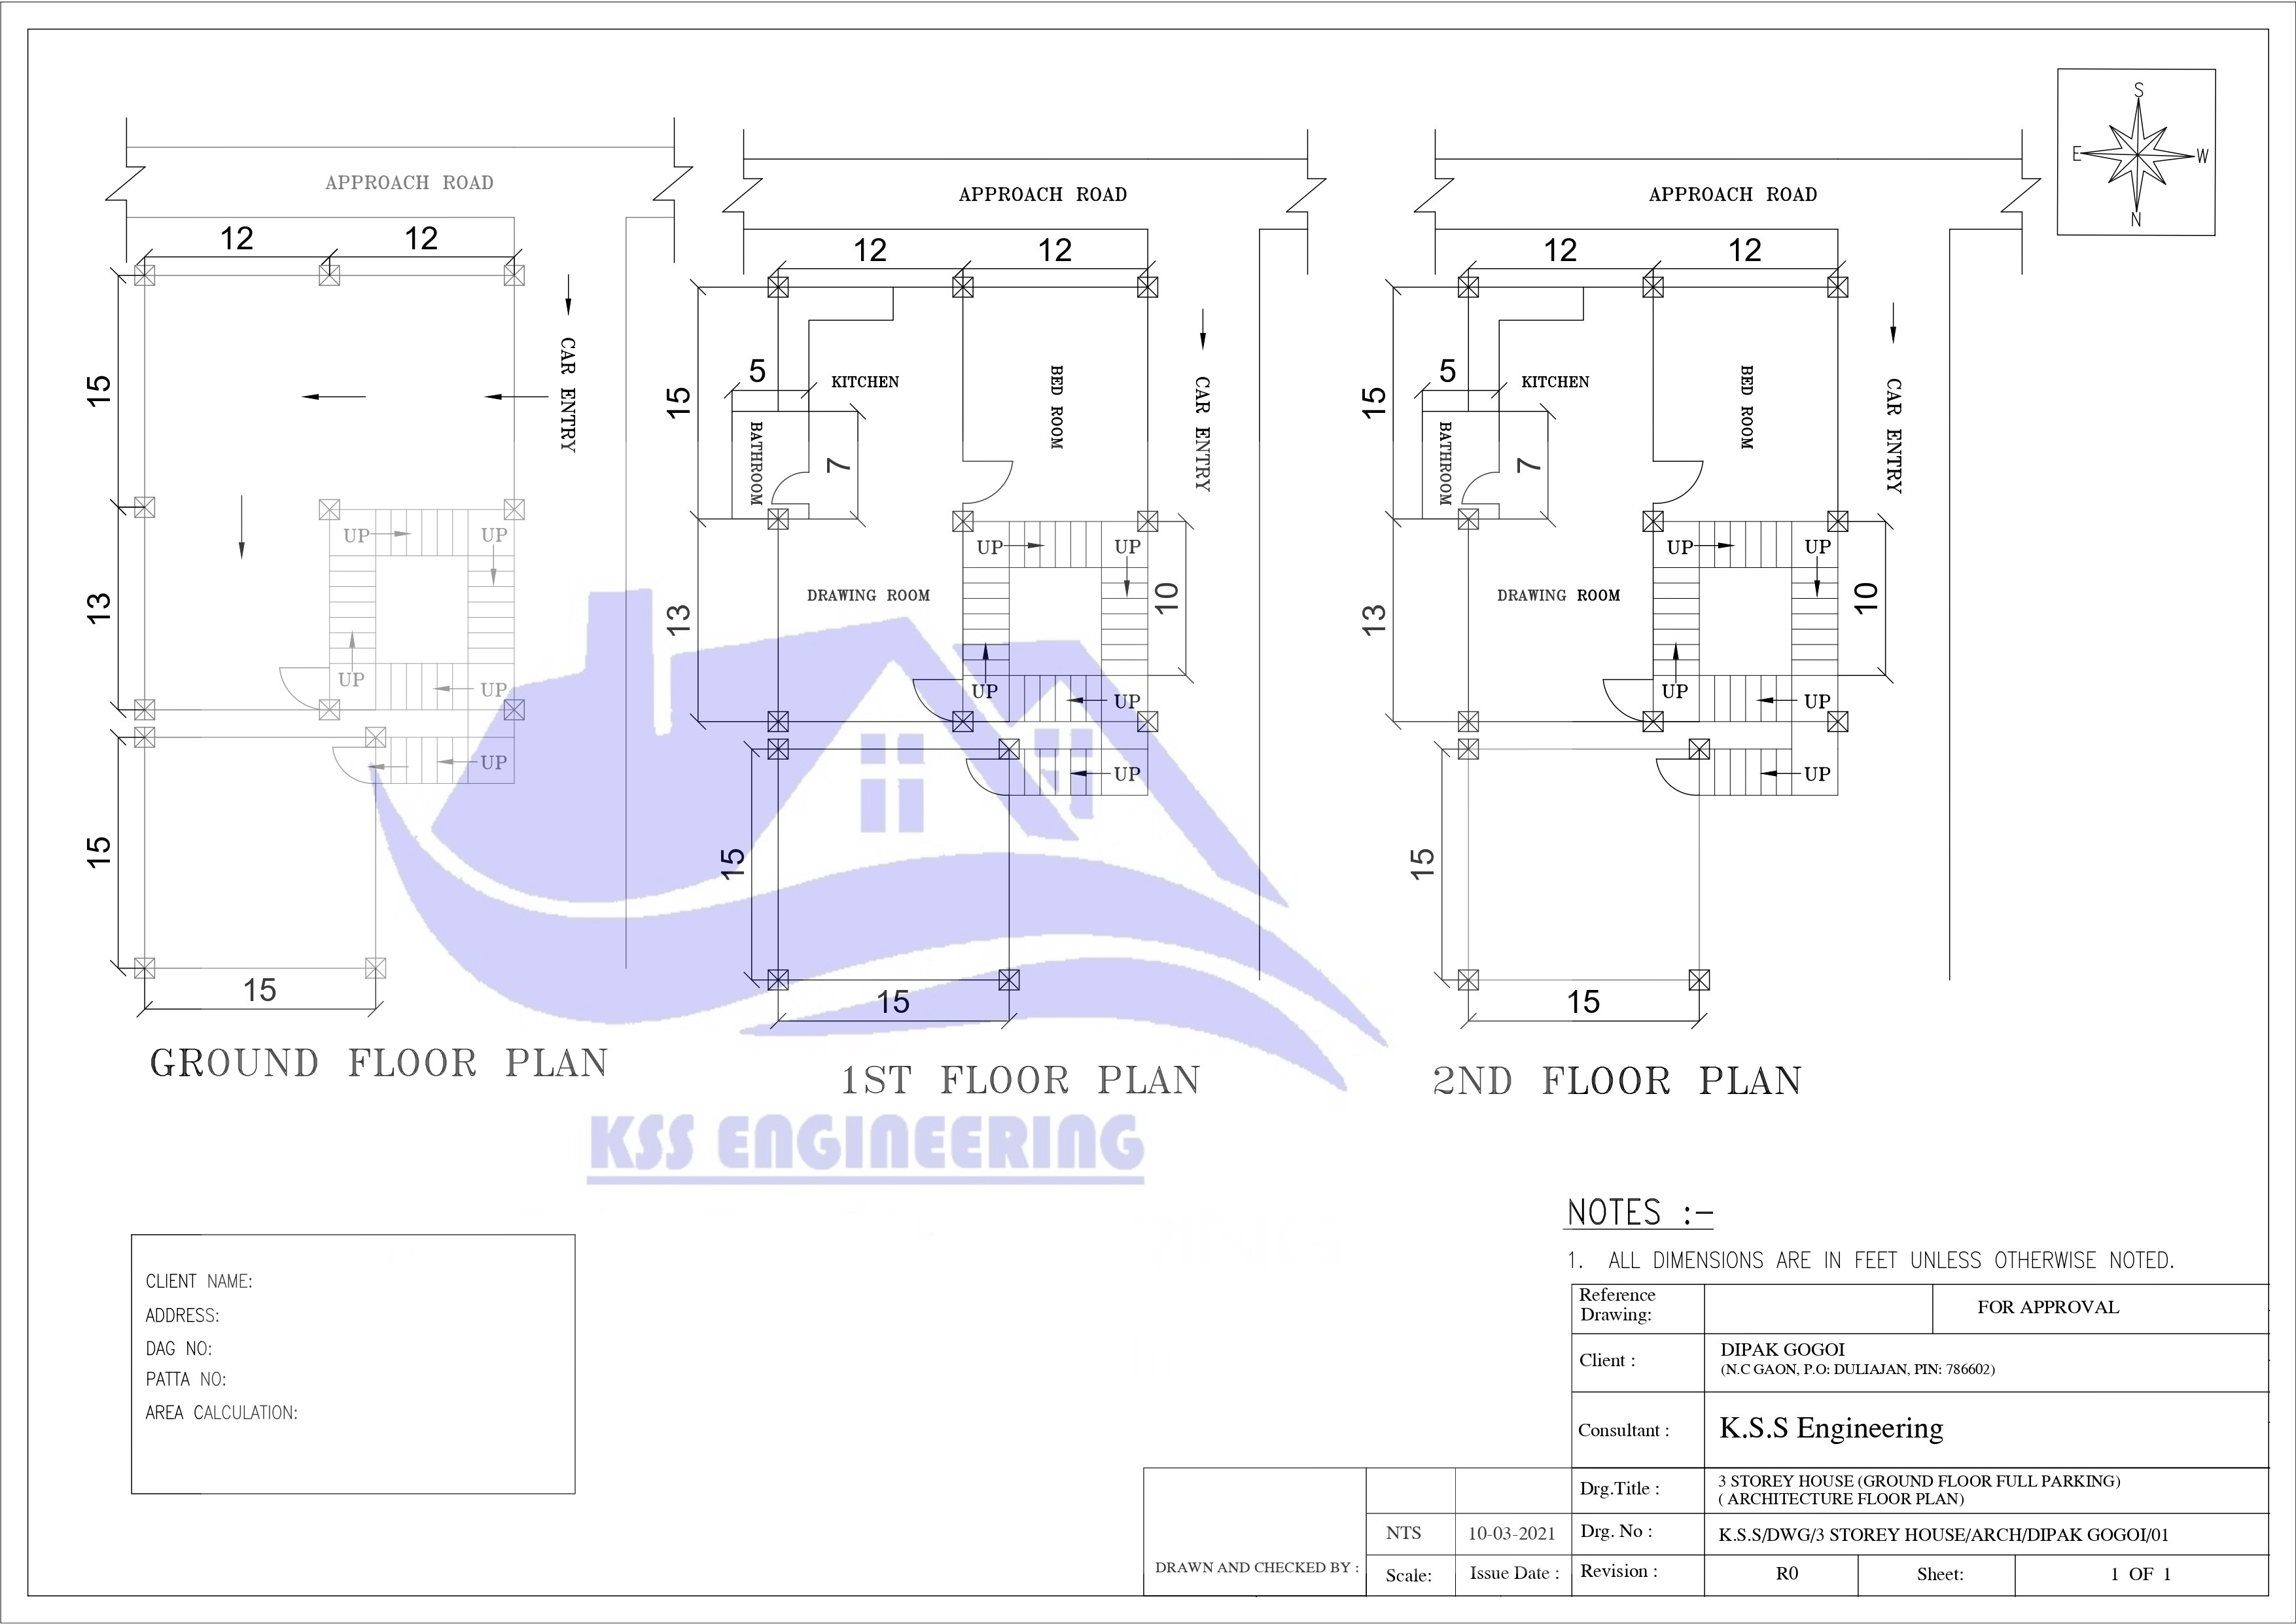 S
E
W
N
APPROACH ROAD
12
12
15
CAR ENTRY
13
UP
UP
UP
UP
UP
15
15
GROUND FLOOR PLAN
APPROACH ROAD
12
12
15
5
KITCHEN
BATHROOM
7
BED ROOM
CAR ENTRY
13
DRAWING ROOM
UP
UP
10
UP
UP
UP
15
15
1ST FLOOR PLAN
APPROACH ROAD
12
12
15
5
KITCHEN
BATHROOM
7
BED ROOM
CAR ENTRY
13
DRAWING ROOM
UP
UP
10
UP
UP
UP
15
15
2ND FLOOR PLAN
KSS ENGINEERING
CLIENT NAME:
ADDRESS:
DAG NO:
PATTA NO:
AREA CALCULATION:
NOTES :-
1. ALL DIMENSIONS ARE IN FEET UNLESS OTHERWISE NOTED.
Reference
Drawing:
FOR APPROVAL
Client :
DIPAK GOGOI
(N.C GAON, P.O: DULIAJAN, PIN: 786602)
Consultant :
K.S.S Engineering
Drg.Title :
3 STOREY HOUSE (GROUND FLOOR FULL PARKING)
( ARCHITECTURE FLOOR PLAN)
NTS
10-03-2021
Drg. No :
K.S.S/DWG/3 STOREY HOUSE/ARCH/DIPAK GOGOI/01
DRAWN AND CHECKED BY :
Scale:
Issue Date :
Revision :
R0
Sheet:
1 OF 1